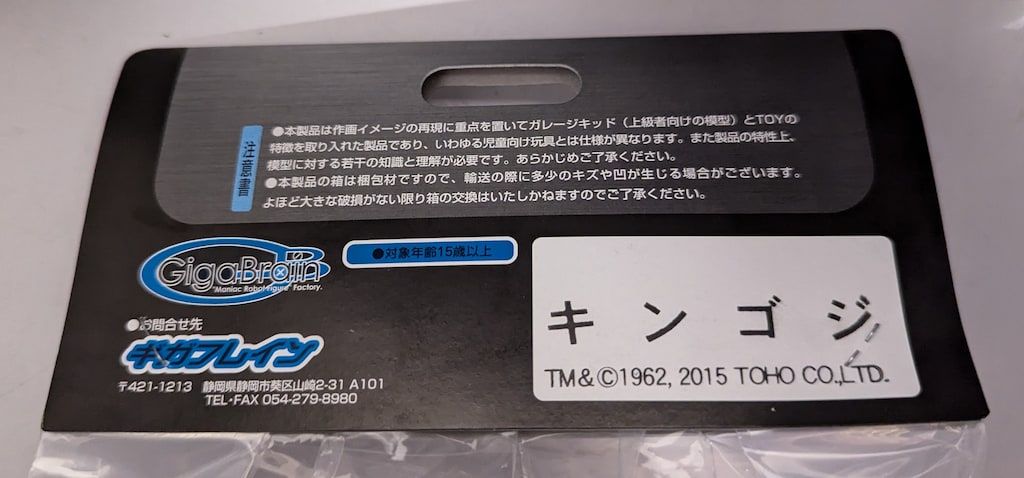 注意書
●本製品は作画イメージの再現に重点を置いてガレージキッド（上級者向けの模型）とTOYの
特徴を取り入れた製品であり、いわゆる児童向け玩具とは仕様が異なります。また製品の特性上、
模型に対する若干の知識と理解が必要です。あらかじめご了承ください。
●本製品の箱は梱包材ですので、輸送の際に多少のキズや凹が生じる場合がございます。
よほど大きな破損がない限り箱の交換はいたしかねますのでご了承ください。
GigaBrain
"Maniac Robot Figure" Factory.
●対象年齢15歳以上
●お問合せ先
ギガブレイン
〒421-1213 静岡県静岡市葵区山崎2-31 A101
TEL・FAX 054-279-8980
キンゴジ
TM&©1962, 2015 TOHO CO.,LTD.